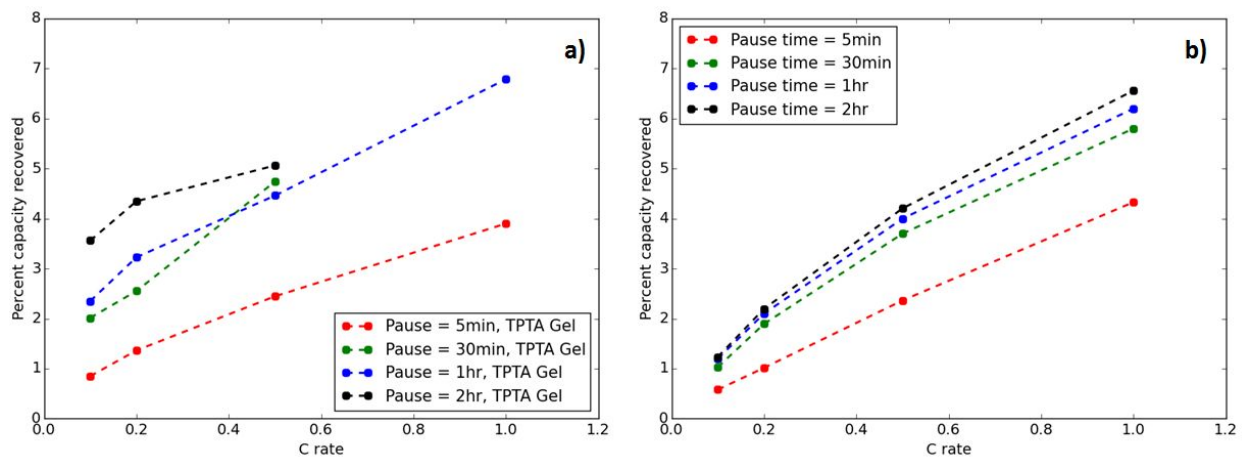 a)
8
7
6
5
4
3
2
1
0
Percent capacity recovered
Pause = 5min, TPTA Gel
Pause = 30min, TPTA Gel
Pause = 1hr, TPTA Gel
Pause = 2hr, TPTA Gel
0.0 0.2 0.4 0.6 0.8 1.0 1.2
C rate
b)
8
7
6
5
4
3
2
1
0
Percent capacity recovered
Pause time = 5min
Pause time = 30min
Pause time = 1hr
Pause time = 2hr
0.0 0.2 0.4 0.6 0.8 1.0 1.2
C rate